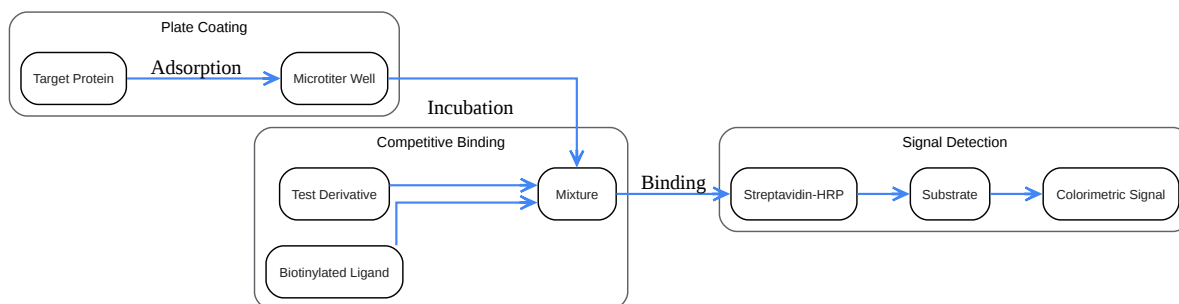 Plate Coating
Target Protein
Adsorption
Microtiter Well
Incubation
Competitive Binding
Test Derivative
Biotinylated Ligand
Mixture
Binding
Signal Detection
Streptavidin-HRP
Substrate
Colorimetric Signal